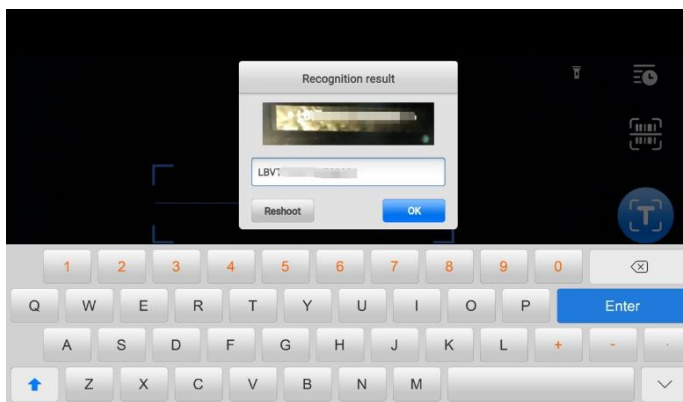 Recognition result
LBV
Reshoot OK
T
1 2 3 4 5 6 7 8 9 0
Q W E R T Y U I O P Enter
A S D F G H J K L + - .
Z X C V B N M